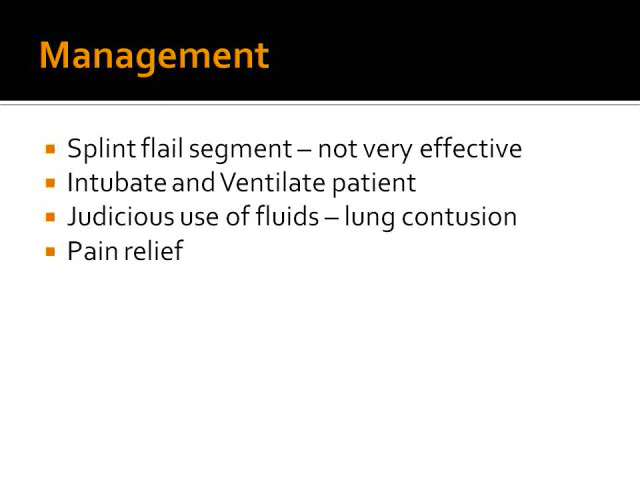 Management
Splint flail segment – not very effective
Intubate and Ventilate patient
Judicious use of fluids – lung contusion
Pain relief